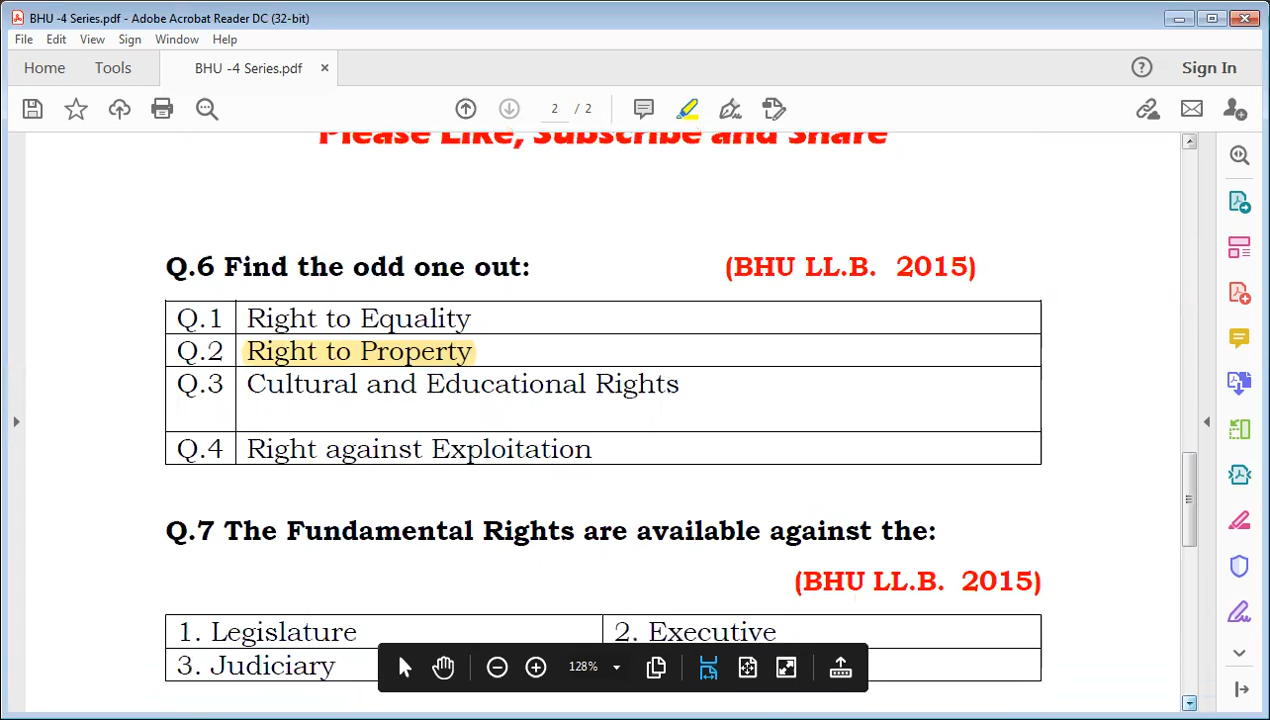 BHU -4 Series.pdf - Adobe Acrobat Reader DC (32-bit)
File Edit View Sign Window Help
Home Tools BHU -4 Series.pdf × Sign In
2 / 2
Please Like, Subscribe and Share
Q.6 Find the odd one out: (BHU LL.B. 2015)
Q.1 Right to Equality
Q.2 Right to Property
Q.3 Cultural and Educational Rights
Q.4 Right against Exploitation
Q.7 The Fundamental Rights are available against the:
(BHU LL.B. 2015)
1. Legislature 2. Executive
3. Judiciary
128%